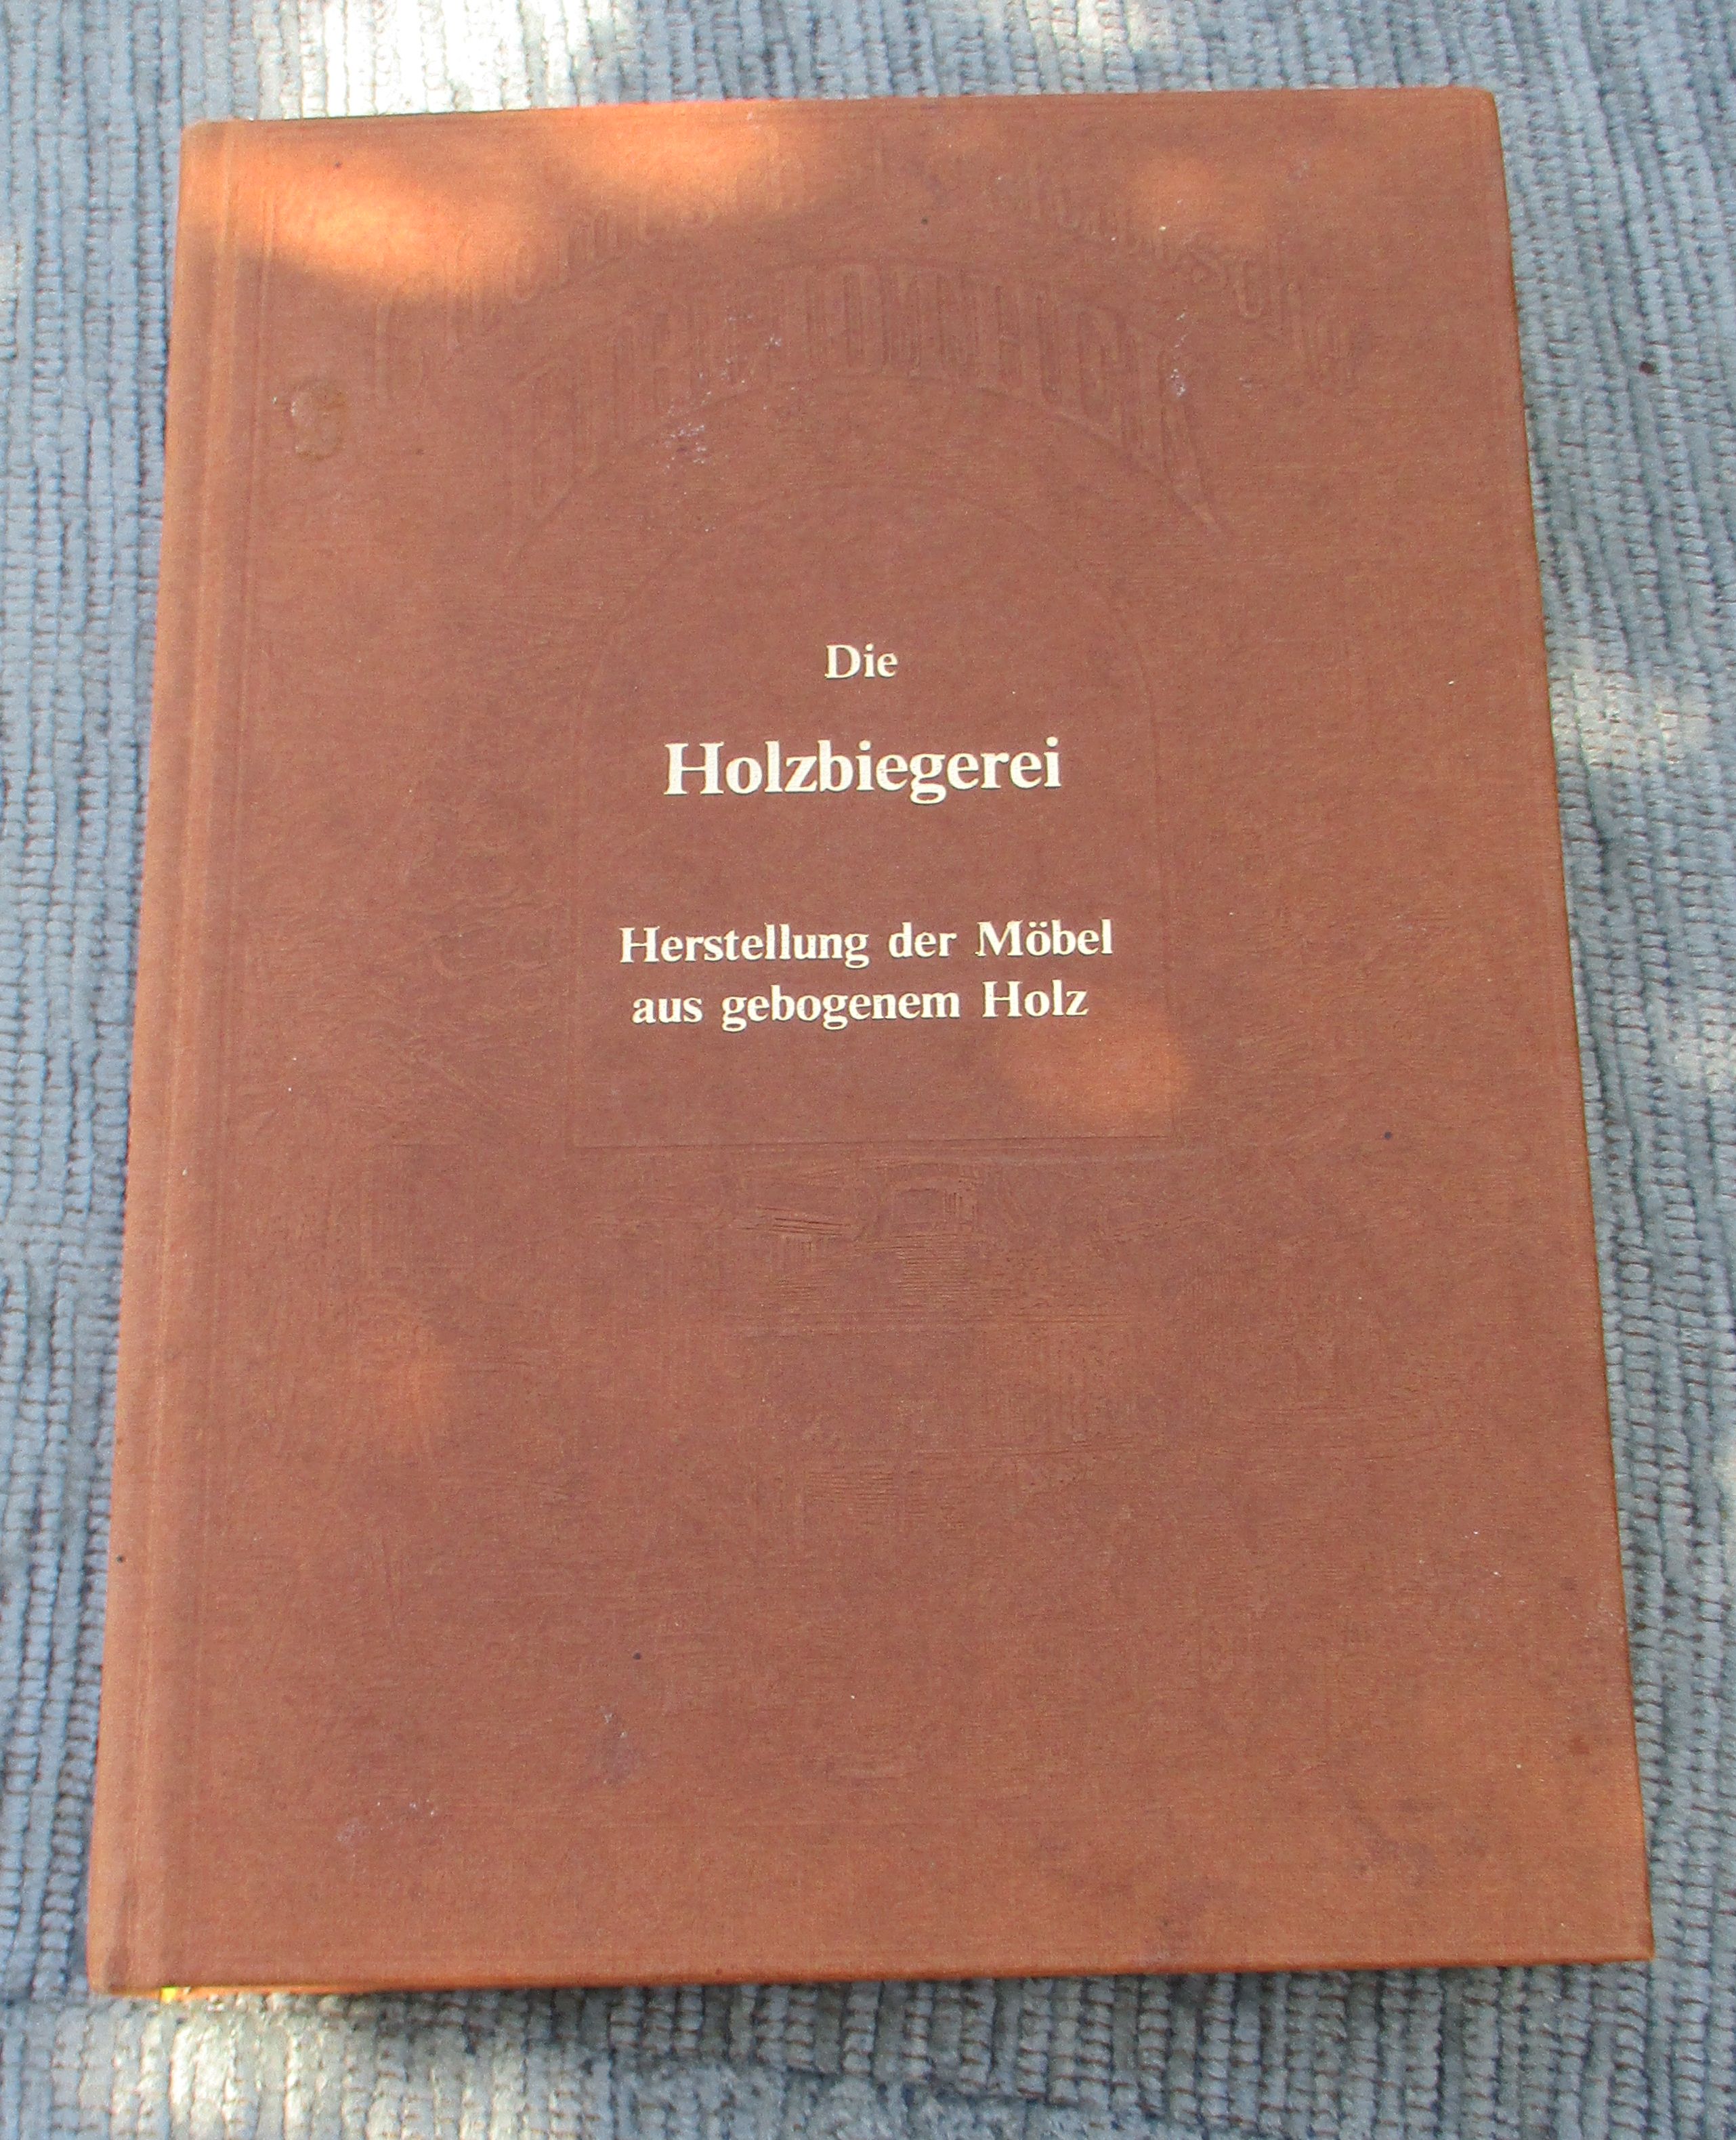 Die
Holzbiegerei
Herstellung der Möbel
aus gebogenem Holz